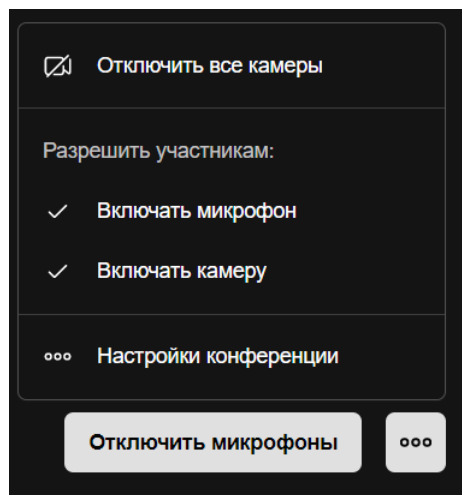 Отключить все камеры
Разрешить участникам:
Включать микрофон
Включать камеру
Настройки конференции
Отключить микрофоны